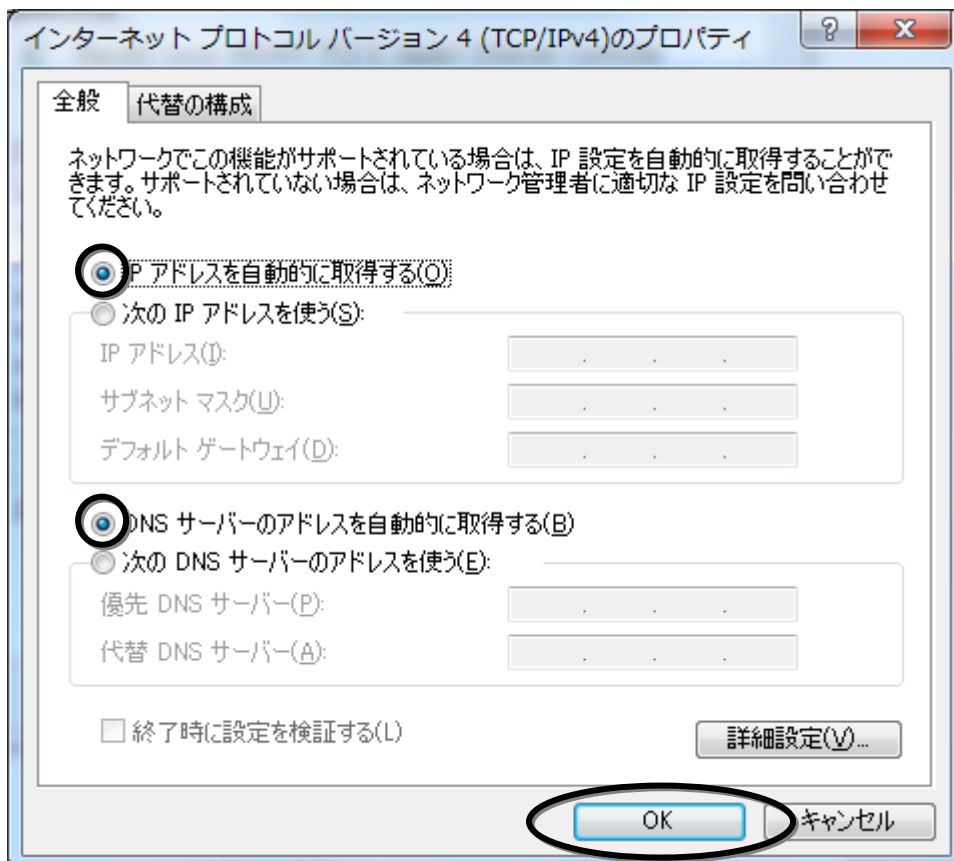 インターネット プロトコル バージョン 4 (TCP/IPv4)のプロパティ
全般
代替の構成
ネットワークでこの機能がサポートされている場合は、IP 設定を自動的に取得することがで
きます。サポートされていない場合は、ネットワーク管理者に適切な IP 設定を問い合わせ
てください。
IP アドレスを自動的に取得する(O)
次の IP アドレスを使う(S):
IP アドレス(I):
サブネット マスク(U):
デフォルト ゲートウェイ(D):
DNS サーバーのアドレスを自動的に取得する(B)
次の DNS サーバーのアドレスを使う(E):
優先 DNS サーバー(P):
代替 DNS サーバー(A):
終了時に設定を検証する(L)
詳細設定(V)...
OK
キャンセル